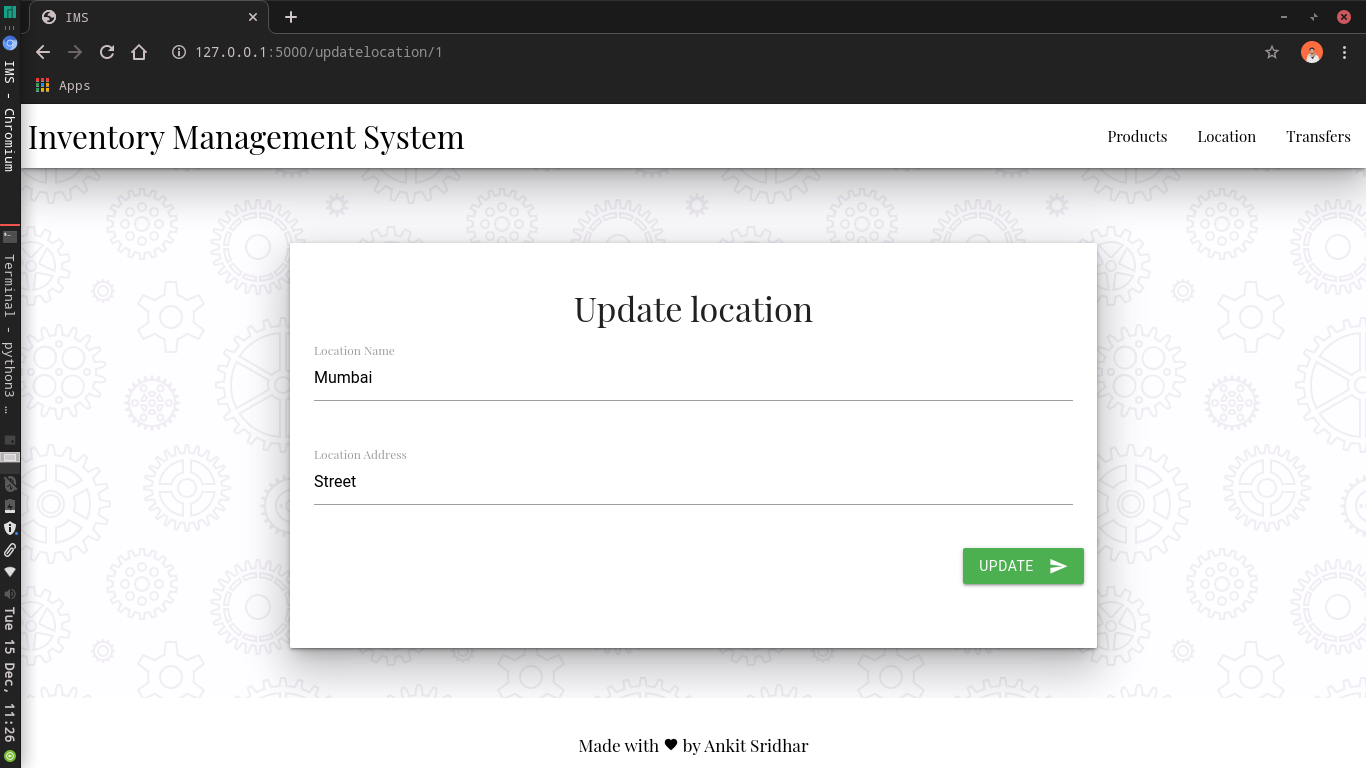 IMS
127.0.0.1:5000/updatelocation/1
Apps
IMS - Chromium
Terminal - python3 …
Tue 15 Dec, 11:26
Inventory Management System
Products Location Transfers
Update location
Location Name
Mumbai
Location Address
Street
UPDATE
Made with ♥ by Ankit Sridhar